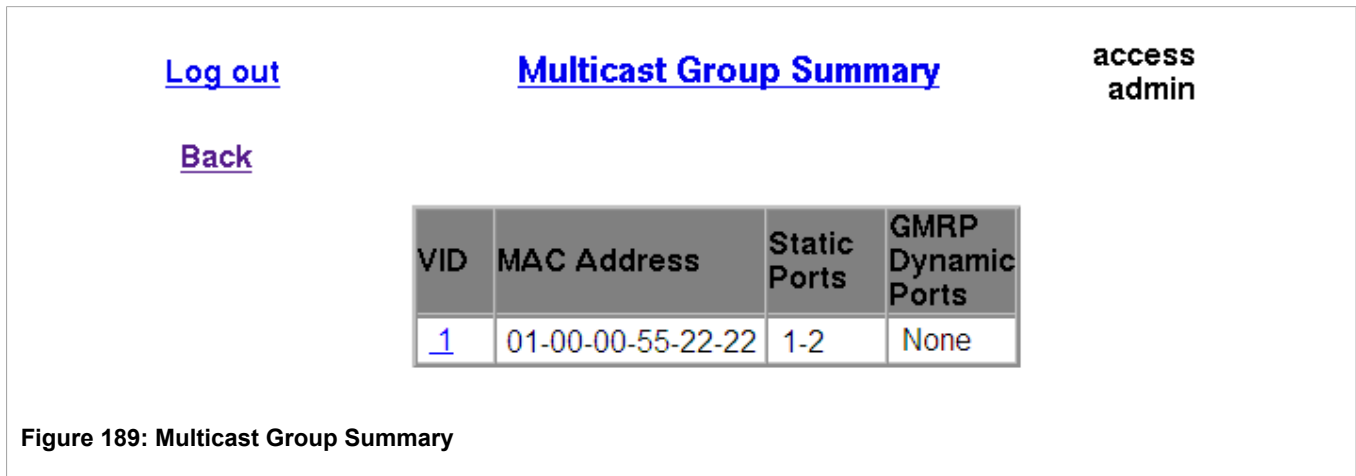 Log out
Multicast Group Summary
access
admin
Back
VID MAC Address Static Ports GMRP Dynamic Ports
1 01-00-00-55-22-22 1-2 None
Figure 189: Multicast Group Summary